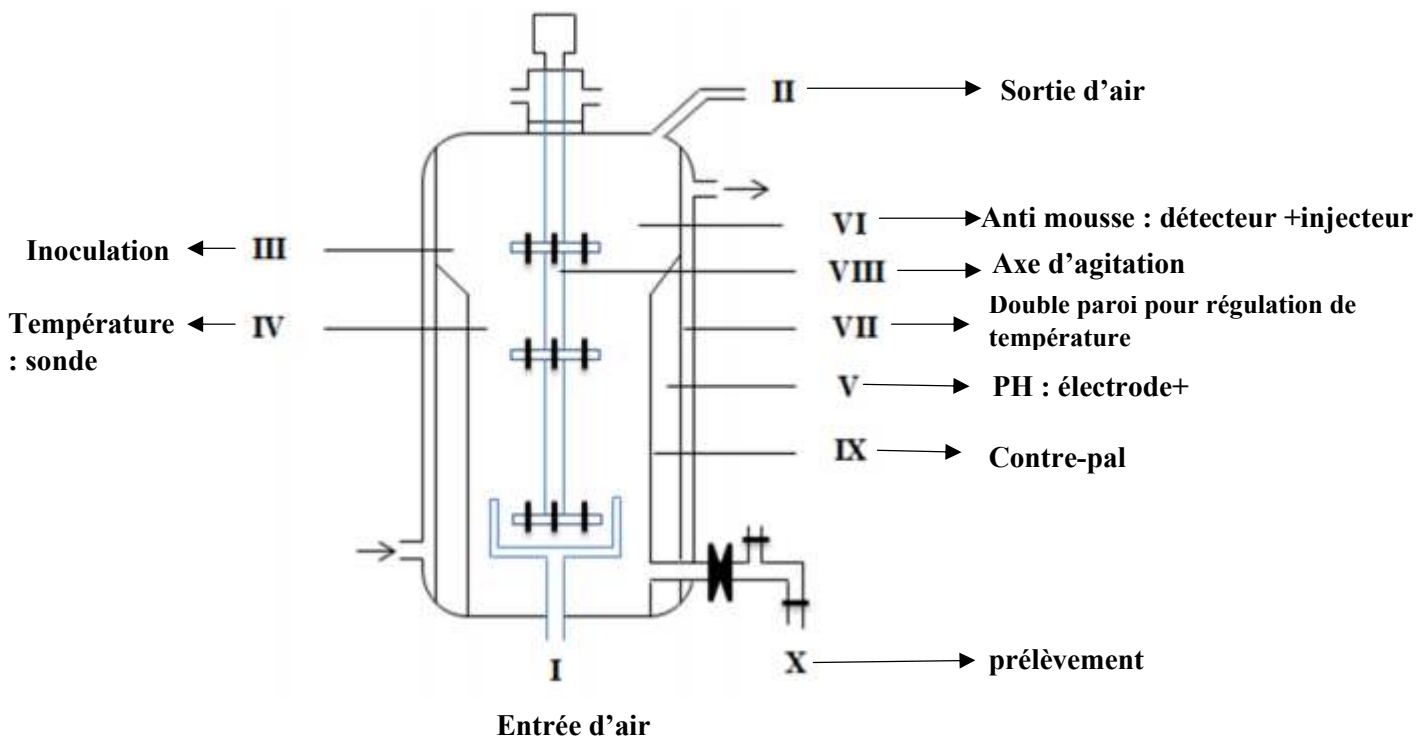 II Sortie d’air
VI Anti mousse : détecteur +injecteur
Inoculation III
VIII Axe d’agitation
Température
: sonde
IV
VII Double paroi pour régulation de
température
V PH : électrode+
IX Contre-pal
X prélèvement
I
Entrée d’air